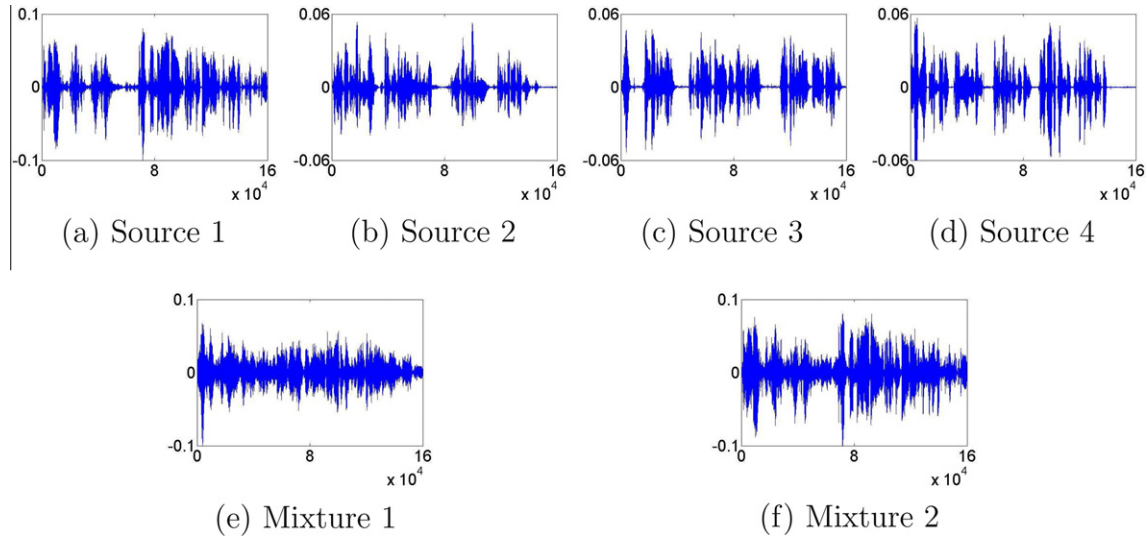 0.1
0
-0.1
0 8 16
x 10^4
(a) Source 1
0.06
0
-0.06
0 8 16
x 10^4
(b) Source 2
0.06
0
-0.06
0 8 16
x 10^4
(c) Source 3
0.06
0
-0.06
0 8 16
x 10^4
(d) Source 4
0.1
0
-0.1
0 8 16
x 10^4
(e) Mixture 1
0.1
0
-0.1
0 8 16
x 10^4
(f) Mixture 2